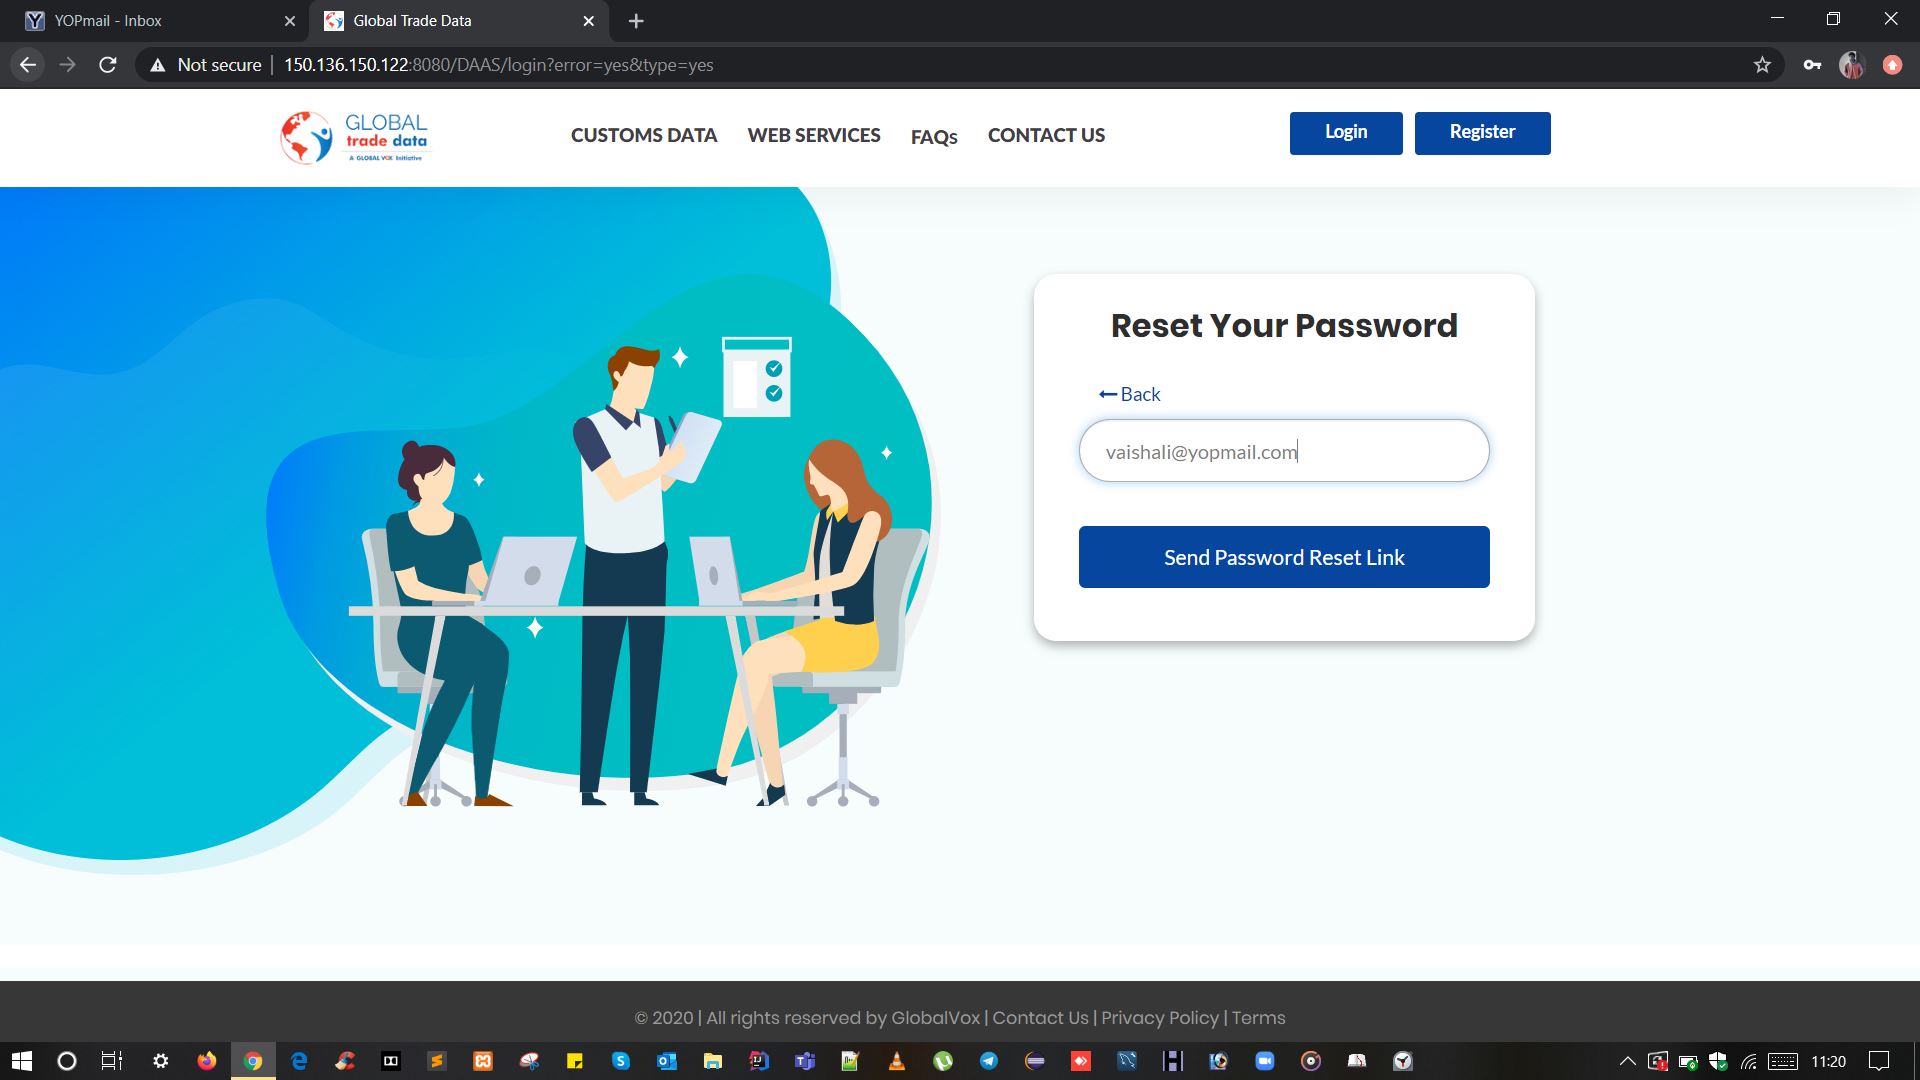 YOPmail - Inbox
Global Trade Data
Not secure
150.136.150.122:8080/DAAS/login?error=yes&type=yes
GLOBAL
trade data
A GLOBAL VOX Initiative
CUSTOMS DATA
WEB SERVICES
FAQs
CONTACT US
Login
Register
Reset Your Password
Back
vaishali@yopmail.com
Send Password Reset Link
© 2020 | All rights reserved by GlobalVox | Contact Us | Privacy Policy | Terms
11:20